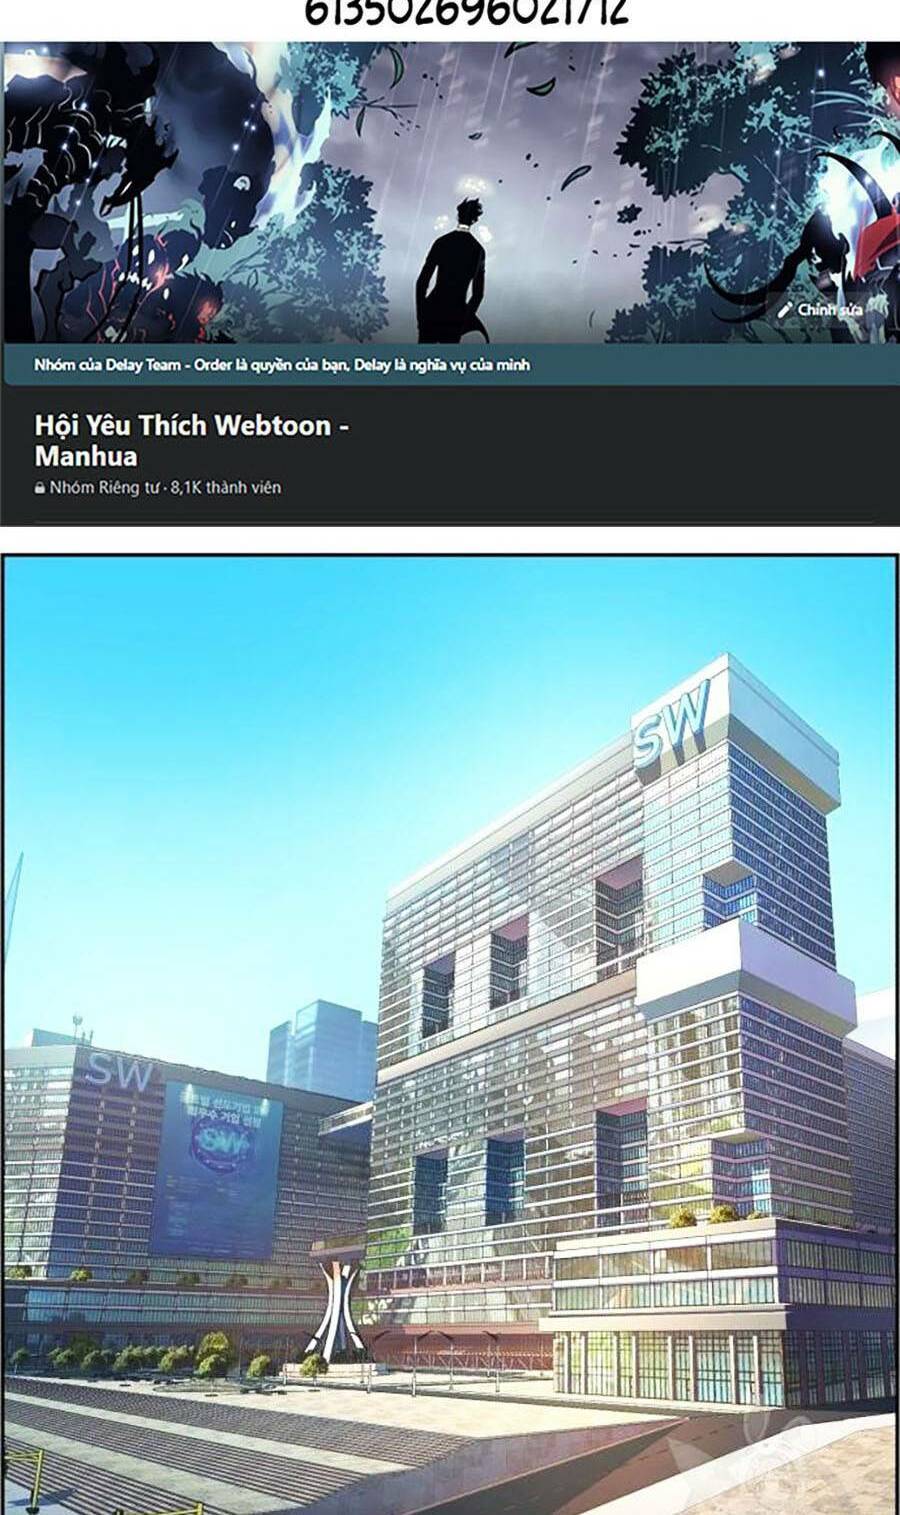 613502696021712
Chỉnh sửa
Nhóm của Delay Team - Order là quyền của bạn, Delay là nghĩa vụ của mình
Hội Yêu Thích Webtoon -
Manhua
Nhóm Riêng tư · 8,1K thành viên
SW
SW
SW